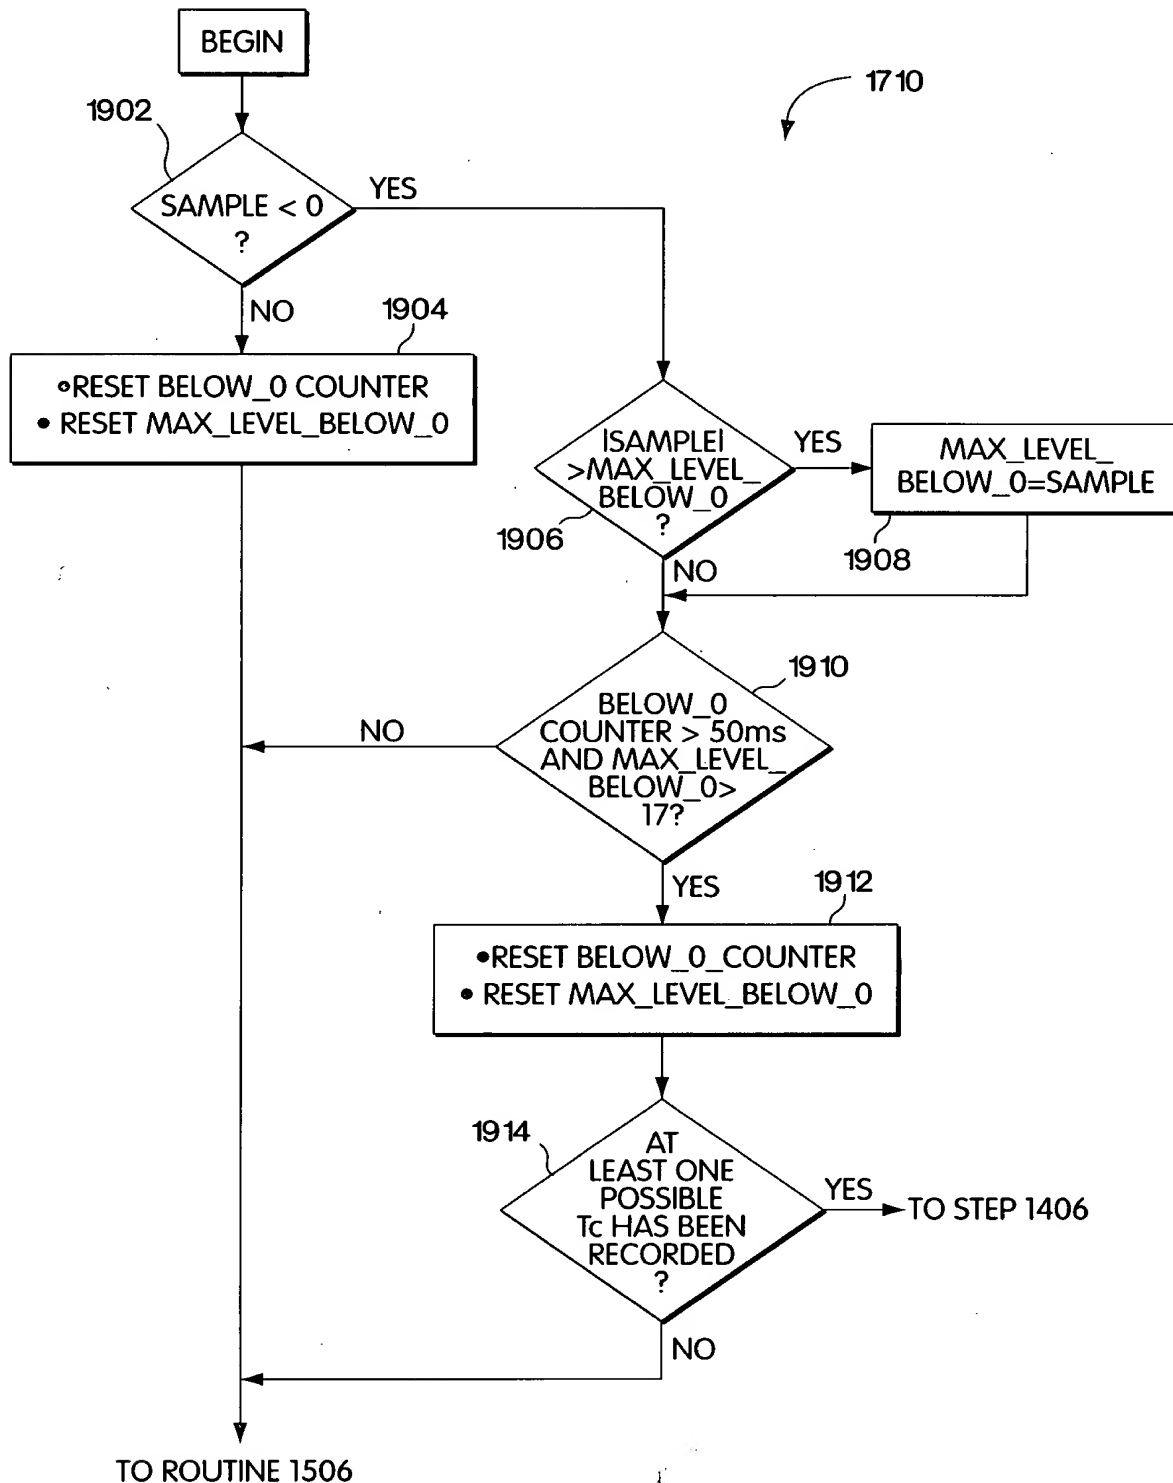 BEGIN
1710
1902
SAMPLE < 0
?
YES
NO
1904
•RESET BELOW_0 COUNTER
• RESET MAX_LEVEL_BELOW_0
|SAMPLE|
>MAX_LEVEL_
BELOW_0
?
1906
YES
MAX_LEVEL_
BELOW_0=SAMPLE
1908
NO
1910
BELOW_0
COUNTER > 50ms
AND MAX_LEVEL_
BELOW_0>
17?
NO
YES
1912
•RESET BELOW_0_COUNTER
• RESET MAX_LEVEL_BELOW_0
1914
AT
LEAST ONE
POSSIBLE
Tc HAS BEEN
RECORDED
?
YES
TO STEP 1406
NO
TO ROUTINE 1506